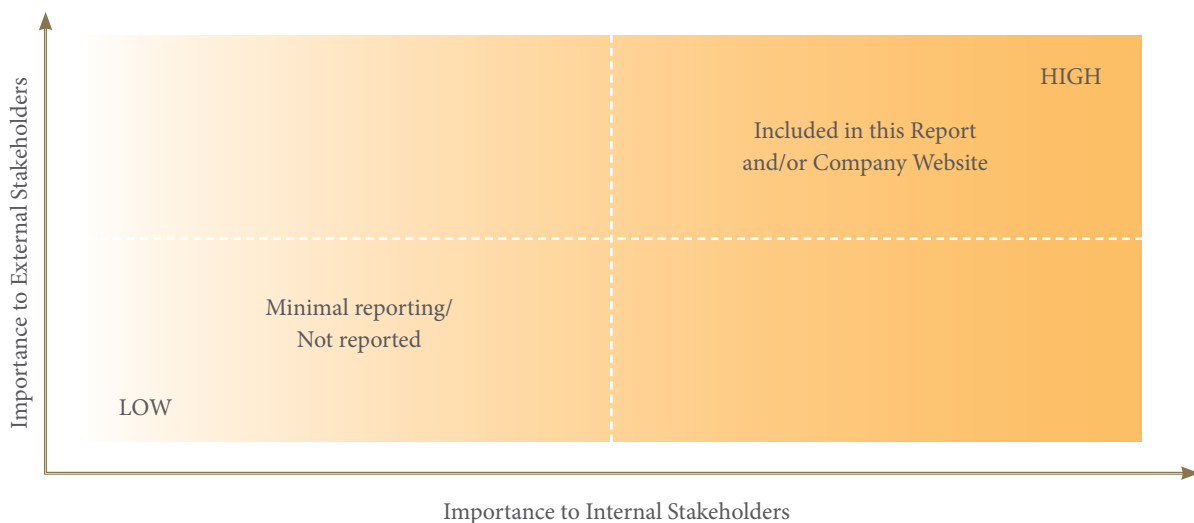 Importance to External Stakeholders
HIGH
Included in this Report
and/or Company Website
Minimal reporting/
Not reported
LOW
Importance to Internal Stakeholders